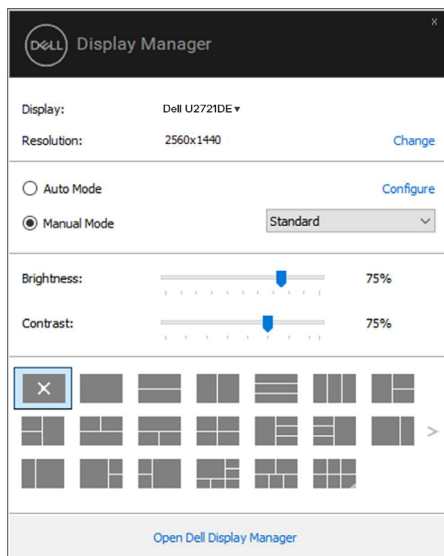 X
DELL Display Manager
Display: Dell U2721DE
Resolution: 2560x1440 Change
Auto Mode Configure
Manual Mode Standard
Brightness: 75%
Contrast: 75%
Open Dell Display Manager